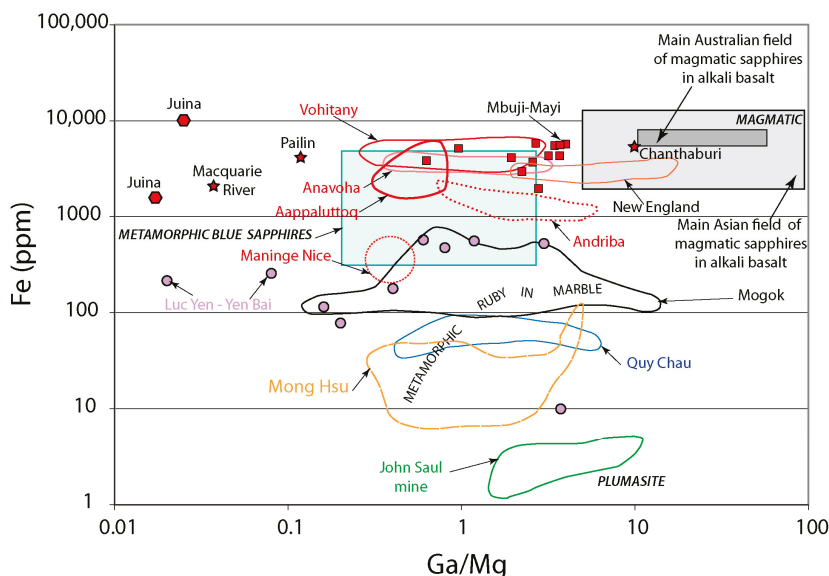 100,000
10,000
1000
100
10
1
Fe (ppm)
0.01
0.1
1
10
100
Ga/Mg
Main Australian field
of magmatic sapphires
in alkali basalt
Juina
Vohitany
Mbuji-Mayi
MAGMATIC
Pailin
Chanthaburi
Macquarie
River
Juina
Anavoha
Aappaluttoq
New England
METAMORPHIC BLUE SAPPHIRES
Andriba
Main Asian field of
magmatic sapphires
in alkali basalt
Maninge Nice
Luc Yen - Yen Bai
RUBY IN MARBLE
Mogok
METAMORPHIC
Quy Chau
Mong Hsu
John Saul
mine
PLUMASITE